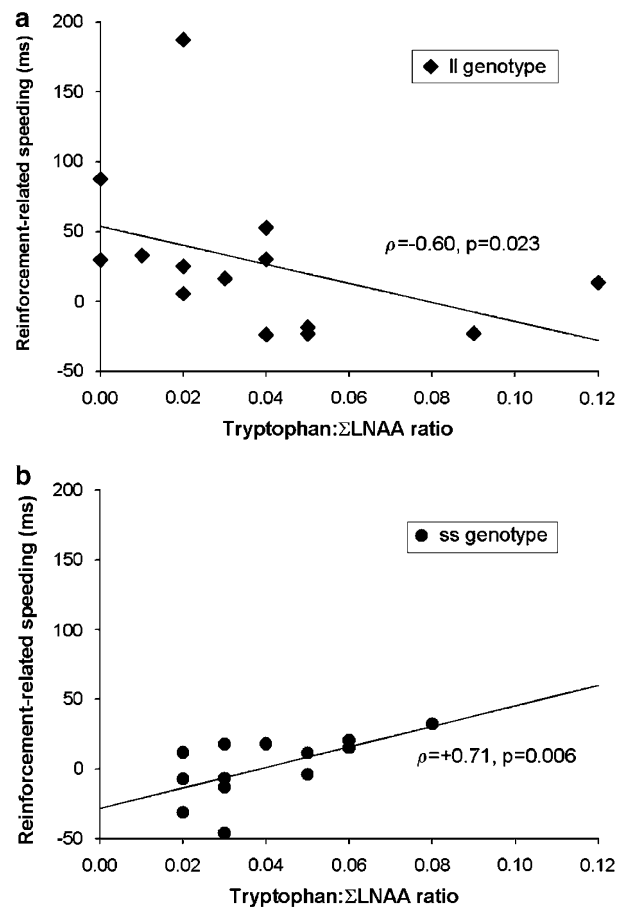 a
Reinforcement-related speeding (ms)
200
150
100
50
0
-50
ll genotype
ρ=-0.60, p=0.023
0.00 0.02 0.04 0.06 0.08 0.10 0.12
Tryptophan:ΣLNAA ratio
b
Reinforcement-related speeding (ms)
200
150
100
50
0
-50
ss genotype
ρ=+0.71, p=0.006
0.00 0.02 0.04 0.06 0.08 0.10 0.12
Tryptophan:ΣLNAA ratio